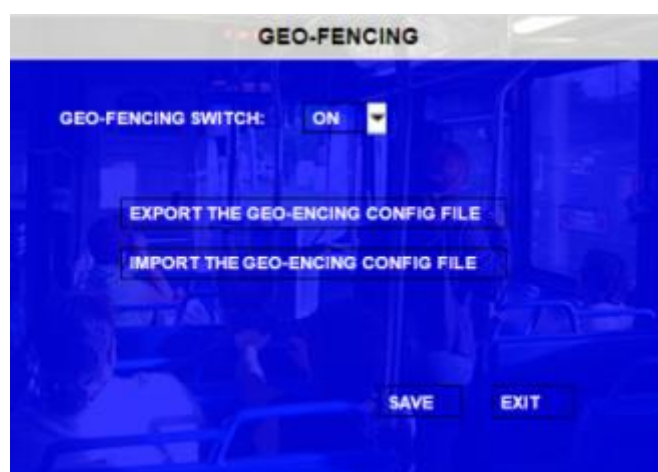 GEO-FENCING
GEO-FENCING SWITCH: ON
EXPORT THE GEO-ENCING CONFIG FILE
IMPORT THE GEO-ENCING CONFIG FILE
SAVE EXIT